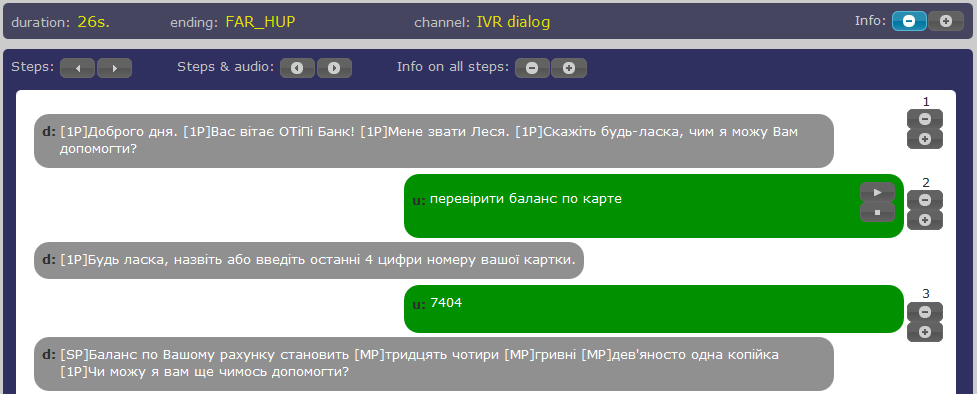 duration: 26s. ending: FAR_HUP channel: IVR dialog Info:
Steps: Steps & audio: Info on all steps:
1
d: [1P]Доброго дня. [1P]Вас вітає ОТіПі Банк! [1P]Мене звати Леся. [1P]Скажіть будь-ласка, чим я можу Вам
допомогти?
2
u: перевірити баланс по карте
d: [1P]Будь ласка, назвіть або введіть останні 4 цифри номеру вашої картки.
3
u: 7404
d: [SP]Баланс по Вашому рахунку становить [MP]тридцять чотири [MP]гривні [MP]дев'яносто одна копійка
[1P]Чи можу я вам ще чимось допомогти?